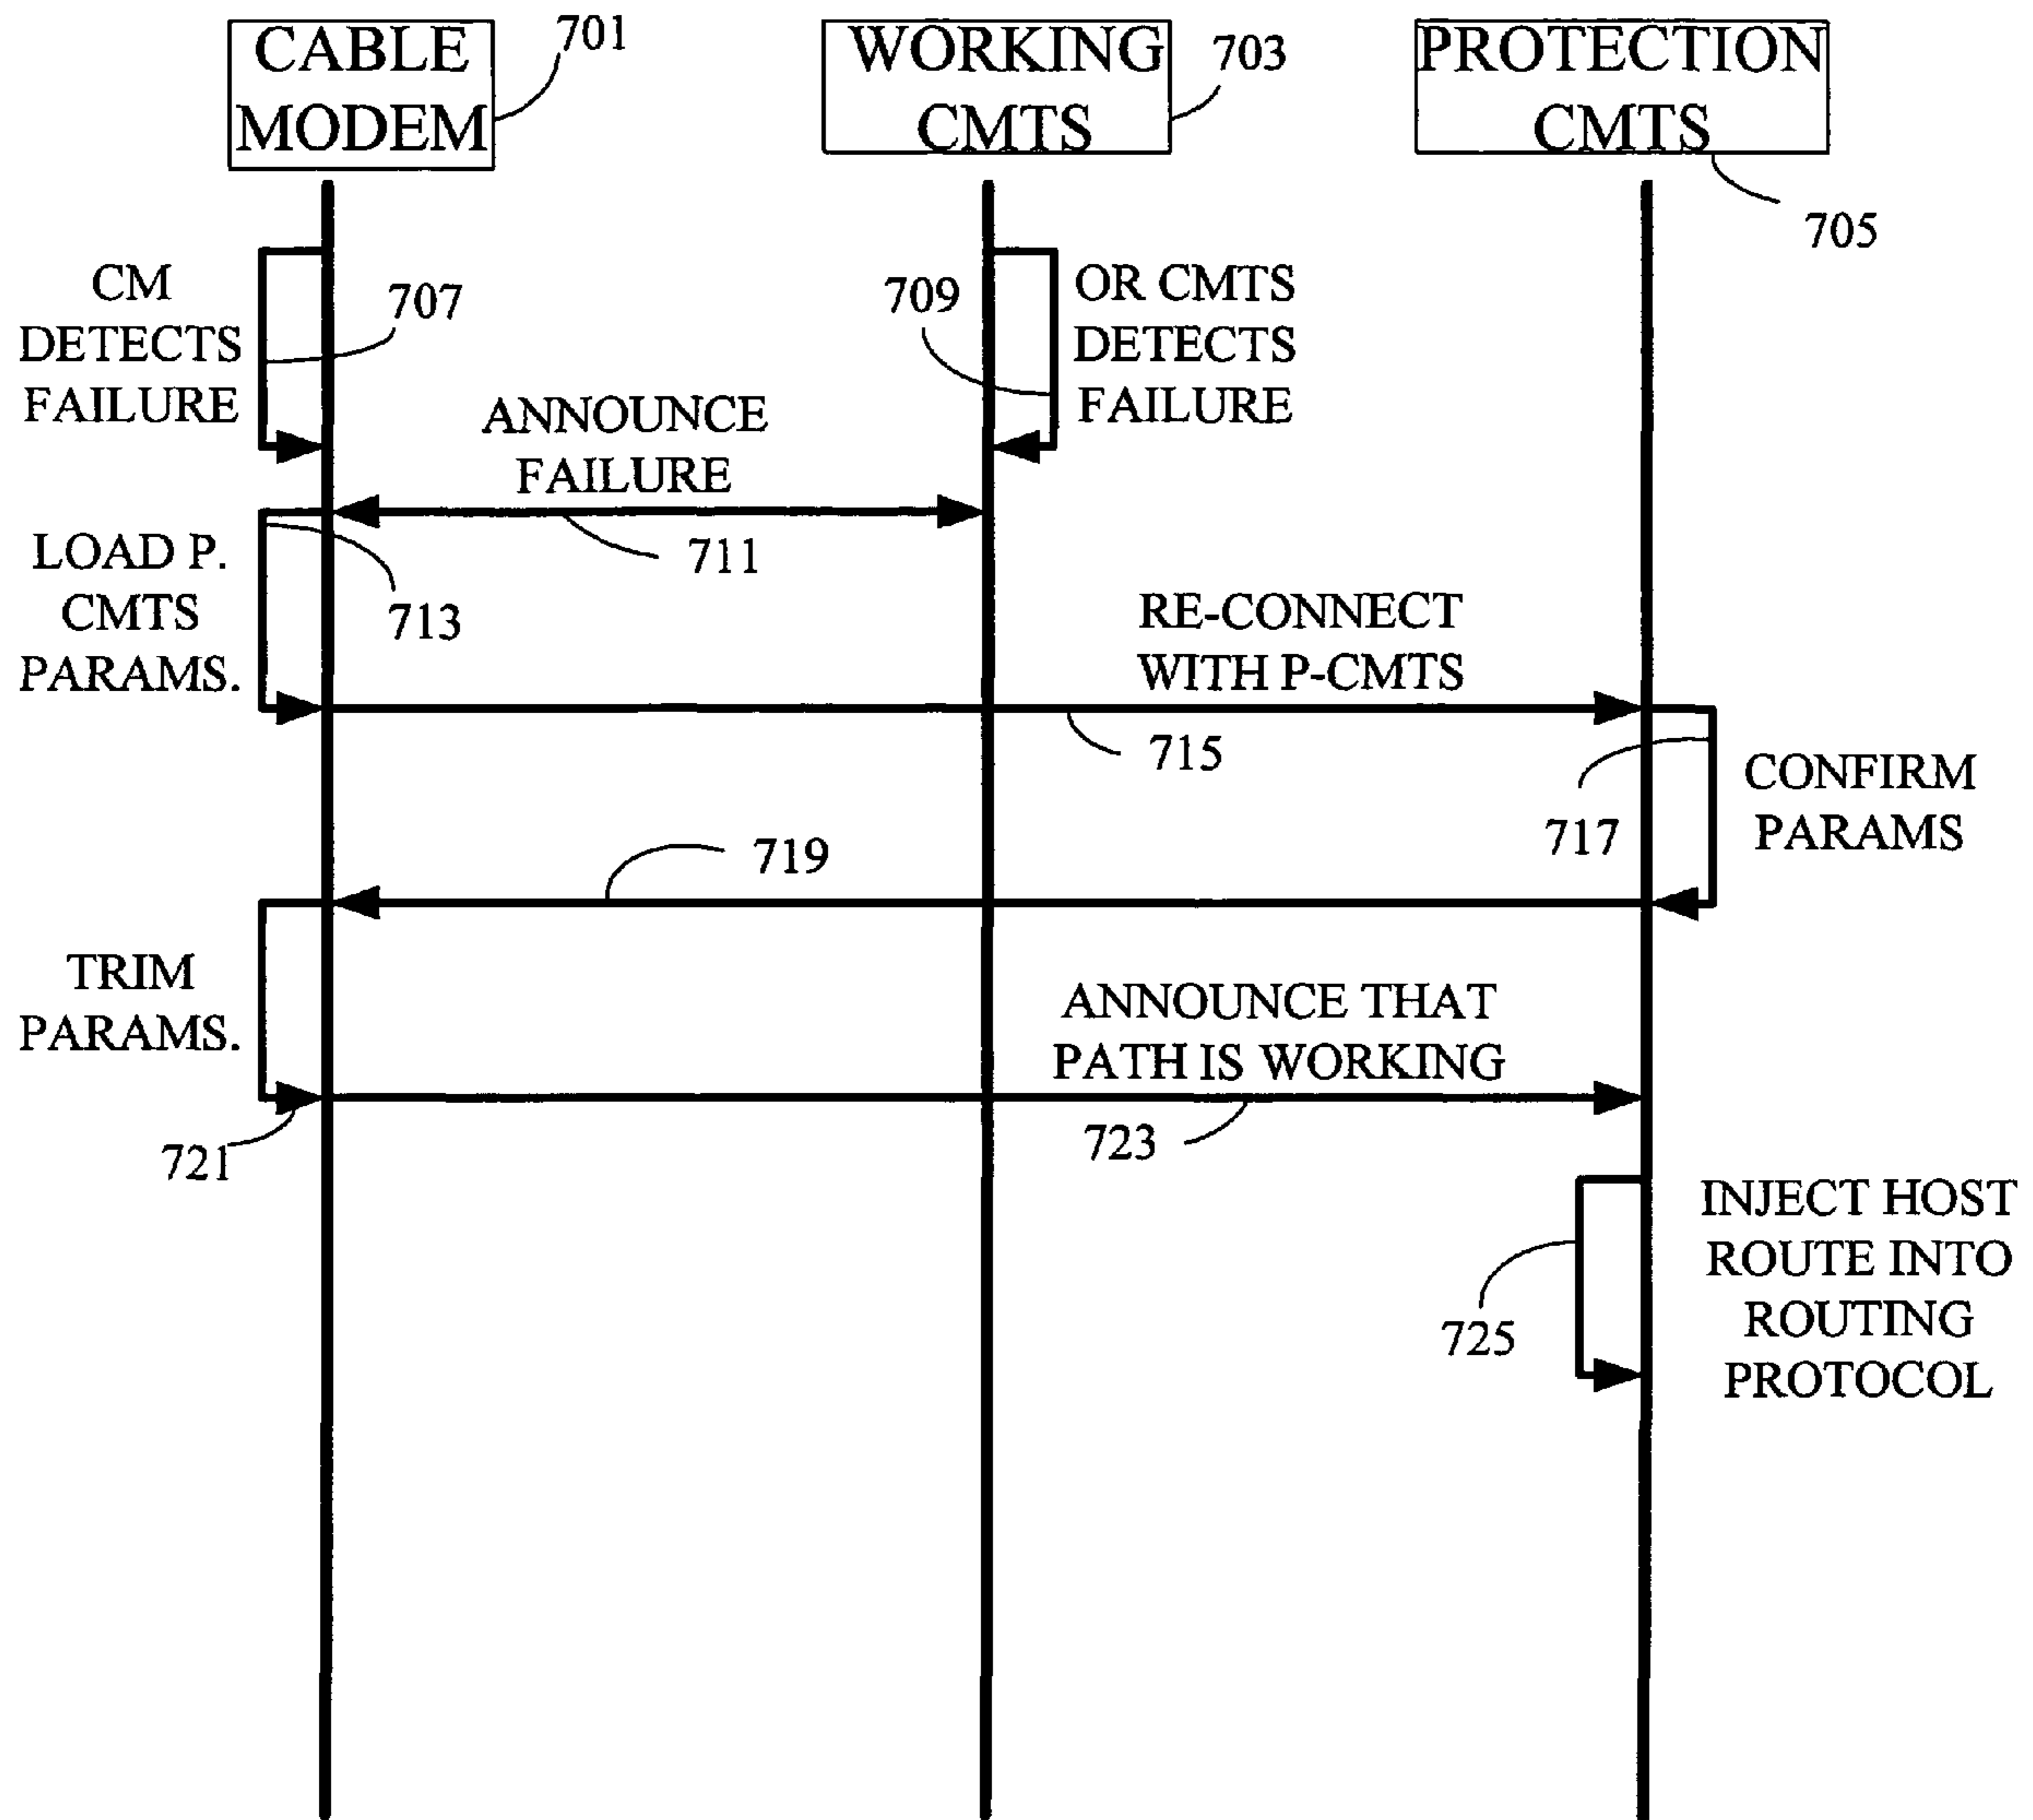 CABLE
MODEM
701
WORKING
CMTS
703
PROTECTION
CMTS
705
CM
DETECTS
FAILURE
707
709
OR CMTS
DETECTS
FAILURE
ANNOUNCE
FAILURE
711
LOAD P.
CMTS
PARAMS.
713
RE-CONNECT
WITH P-CMTS
715
717
CONFIRM
PARAMS
719
TRIM
PARAMS.
721
ANNOUNCE THAT
PATH IS WORKING
723
725
INJECT HOST
ROUTE INTO
ROUTING
PROTOCOL